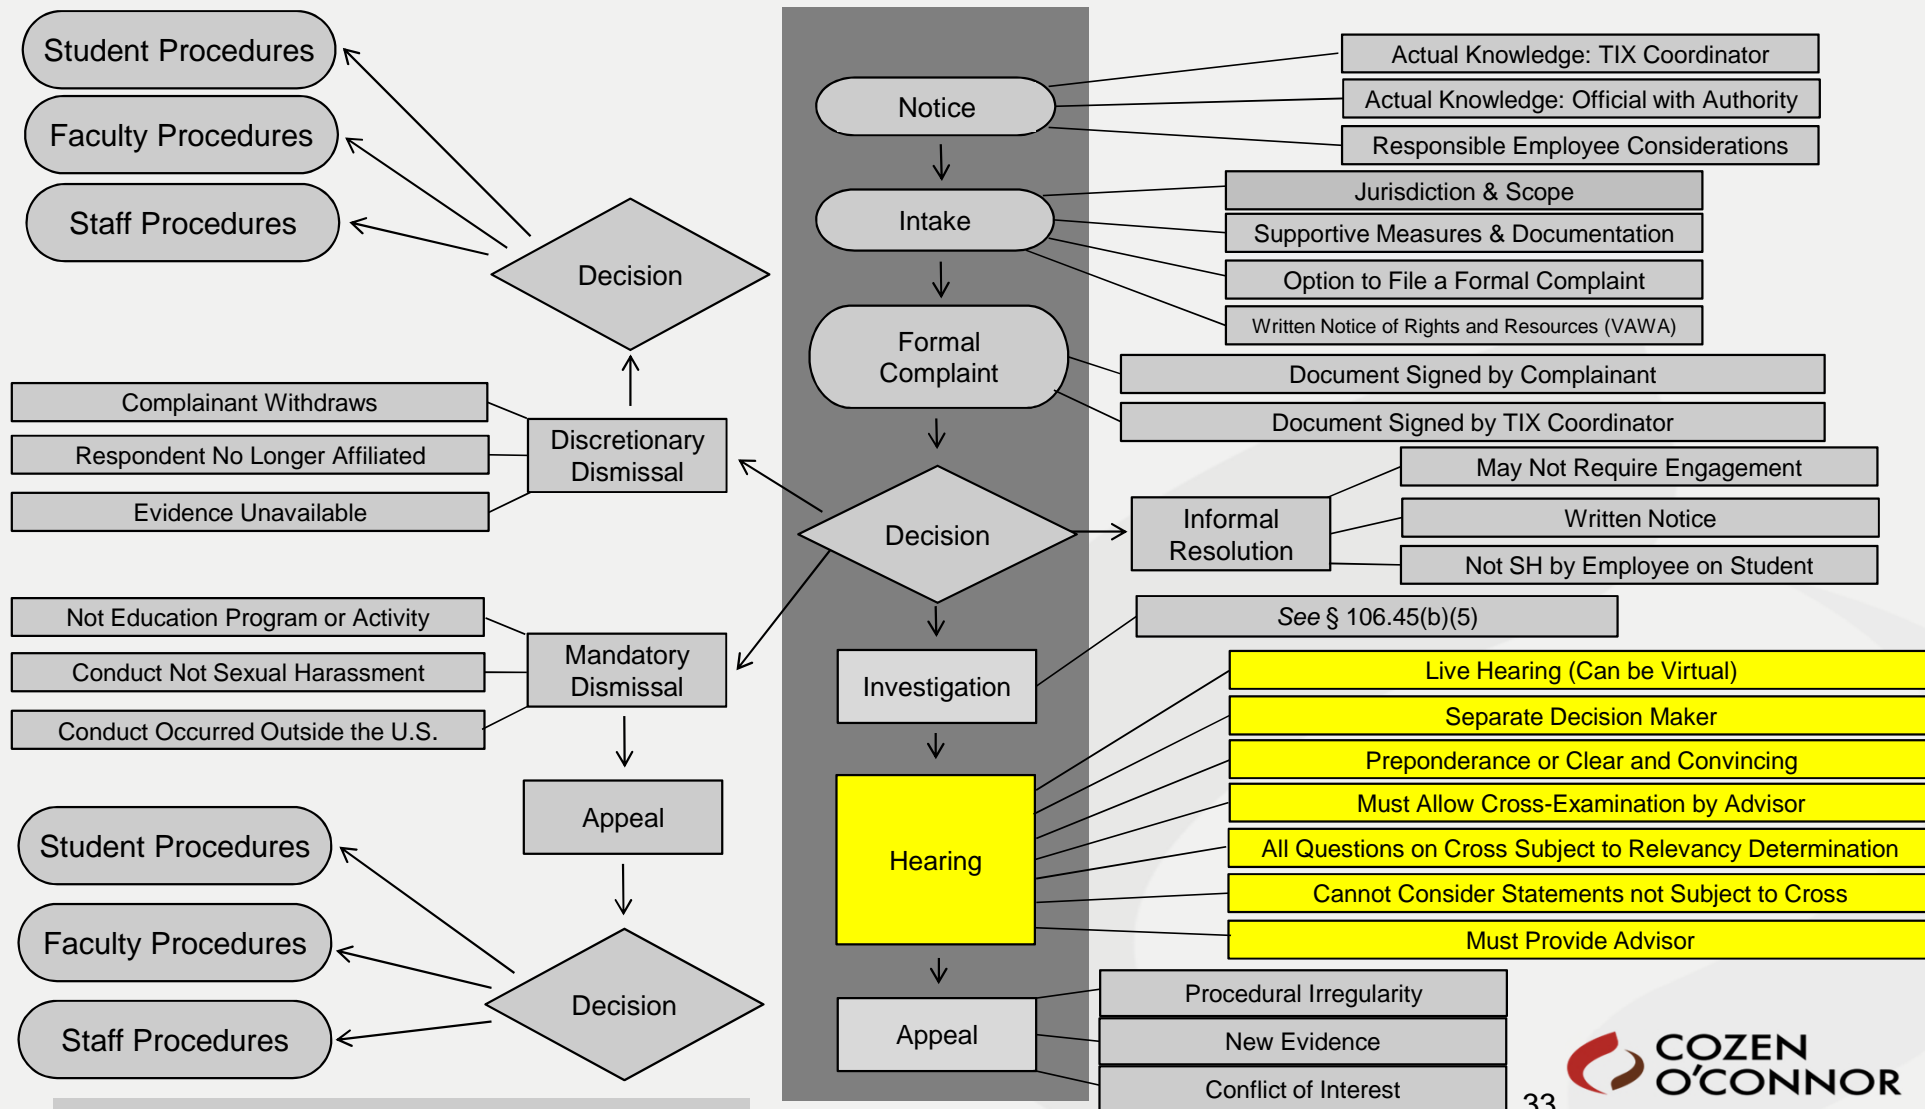 Student Procedures
Faculty Procedures
Staff Procedures
Decision
Complainant Withdraws
Respondent No Longer Affiliated
Evidence Unavailable
Discretionary
Dismissal
Not Education Program or Activity
Conduct Not Sexual Harassment
Conduct Occurred Outside the U.S.
Mandatory
Dismissal
Appeal
Student Procedures
Faculty Procedures
Staff Procedures
Decision
Notice
Intake
Formal
Complaint
Decision
Investigation
Hearing
Appeal
Actual Knowledge: TIX Coordinator
Actual Knowledge: Official with Authority
Responsible Employee Considerations
Jurisdiction & Scope
Supportive Measures & Documentation
Option to File a Formal Complaint
Written Notice of Rights and Resources (VAWA)
Document Signed by Complainant
Document Signed by TIX Coordinator
Informal
Resolution
May Not Require Engagement
Written Notice
Not SH by Employee on Student
See § 106.45(b)(5)
Live Hearing (Can be Virtual)
Separate Decision Maker
Preponderance or Clear and Convincing
Must Allow Cross-Examination by Advisor
All Questions on Cross Subject to Relevancy Determination
Cannot Consider Statements not Subject to Cross
Must Provide Advisor
Procedural Irregularity
New Evidence
Conflict of Interest
33
COZEN
O'CONNOR